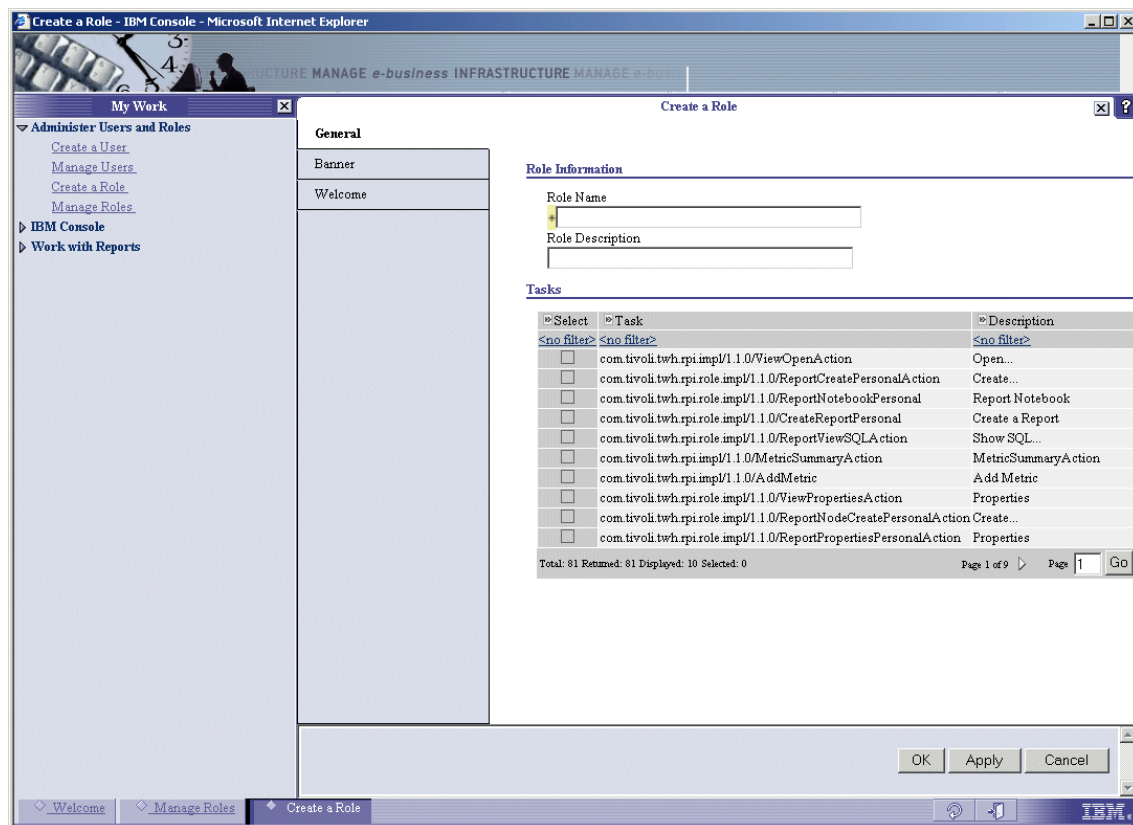 Create a Role - IBM Console - Microsoft Internet Explorer
UCTURE MANAGE e-business INFRASTRUCTURE MANAGE
My Work
Create a Role
Administer Users and Roles
Create a User
Manage Users
Create a Role
Manage Roles
IBM Console
Work with Reports
General
Banner
Welcome
Role Information
Role Name
Role Description
Tasks
Select Task Description
<no filter> <no filter> <no filter>
com.tivoli.twh.rpi.impl/1.1.0/ViewOpenAction Open...
com.tivoli.twh.rpi.role.impl/1.1.0/ReportCreatePersonalAction Create...
com.tivoli.twh.rpi.role.impl/1.1.0/ReportNotebookPersonal Report Notebook
com.tivoli.twh.rpi.role.impl/1.1.0/CreateReportPersonal Create a Report
com.tivoli.twh.rpi.role.impl/1.1.0/ReportViewSQLAction Show SQL...
com.tivoli.twh.rpi.impl/1.1.0/MetricSummaryAction MetricSummaryAction
com.tivoli.twh.rpi.impl/1.1.0/AddMetric Add Metric
com.tivoli.twh.rpi.role.impl/1.1.0/ViewPropertiesAction Properties
com.tivoli.twh.rpi.role.impl/1.1.0/ReportNodeCreatePersonalAction Create...
com.tivoli.twh.rpi.role.impl/1.1.0/ReportPropertiesPersonalAction Properties
Total: 81 Returned: 81 Displayed: 10 Selected: 0 Page 1 of 9 Page 1 Go
OK Apply Cancel
Welcome Manage Roles Create a Role IBM.